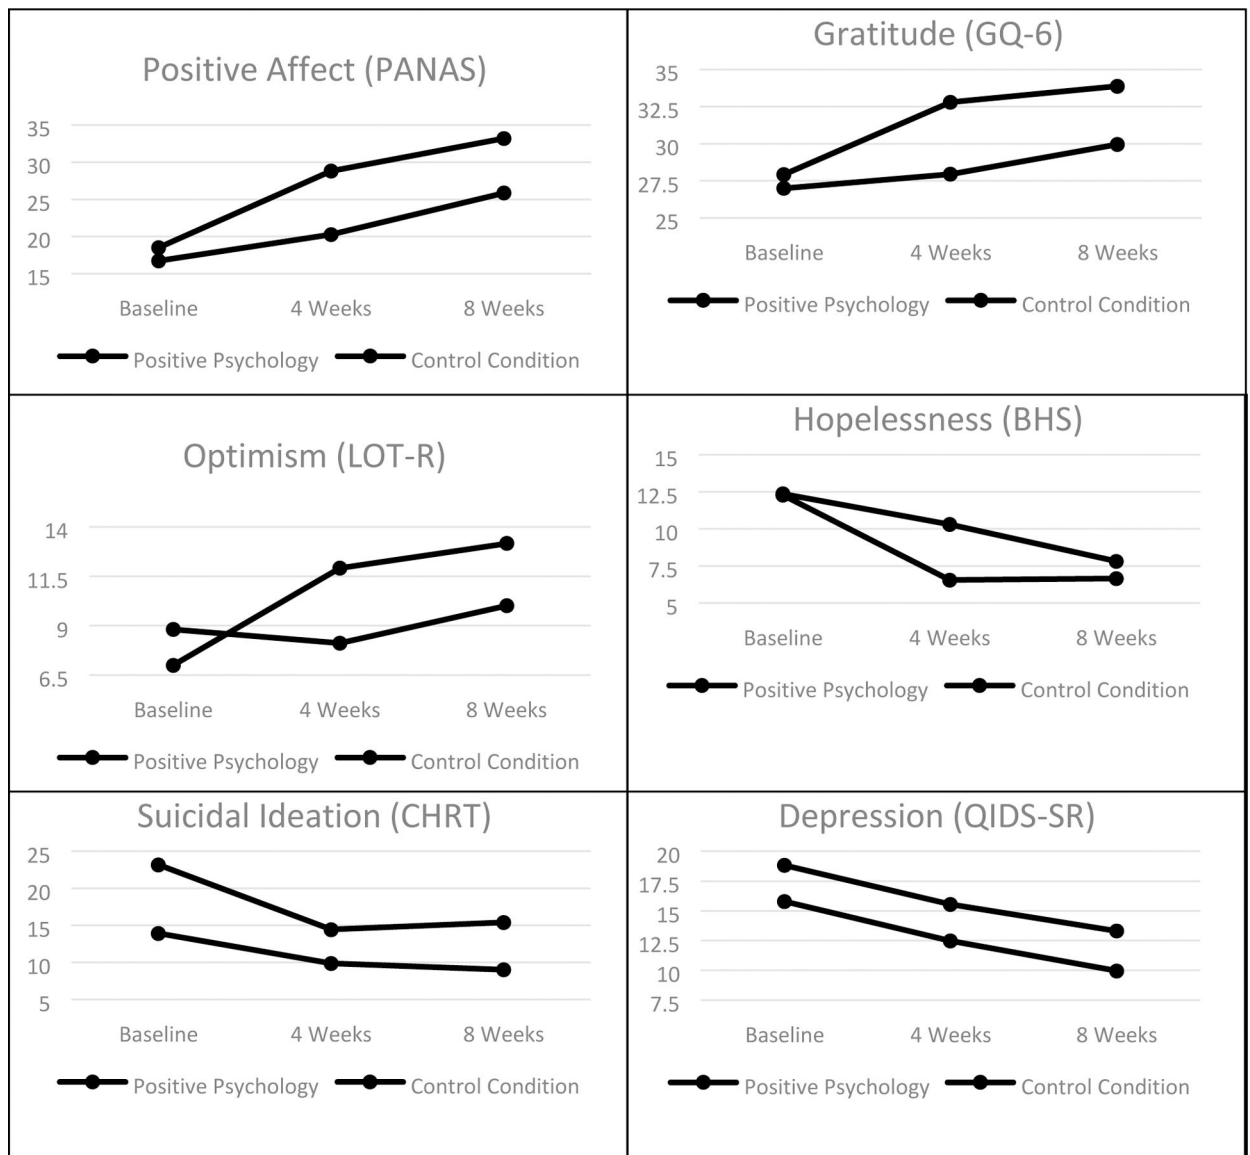 Positive Affect (PANAS)
35
30
25
20
15
Baseline 4 Weeks 8 Weeks
Positive Psychology Control Condition
Gratitude (GQ-6)
35
32.5
30
27.5
25
Baseline 4 Weeks 8 Weeks
Positive Psychology Control Condition
Optimism (LOT-R)
14
11.5
9
6.5
Baseline 4 Weeks 8 Weeks
Positive Psychology Control Condition
Hopelessness (BHS)
15
12.5
10
7.5
5
Baseline 4 Weeks 8 Weeks
Positive Psychology Control Condition
Suicidal Ideation (CHRT)
25
20
15
10
5
Baseline 4 Weeks 8 Weeks
Positive Psychology Control Condition
Depression (QIDS-SR)
20
17.5
15
12.5
10
7.5
Baseline 4 Weeks 8 Weeks
Positive Psychology Control Condition